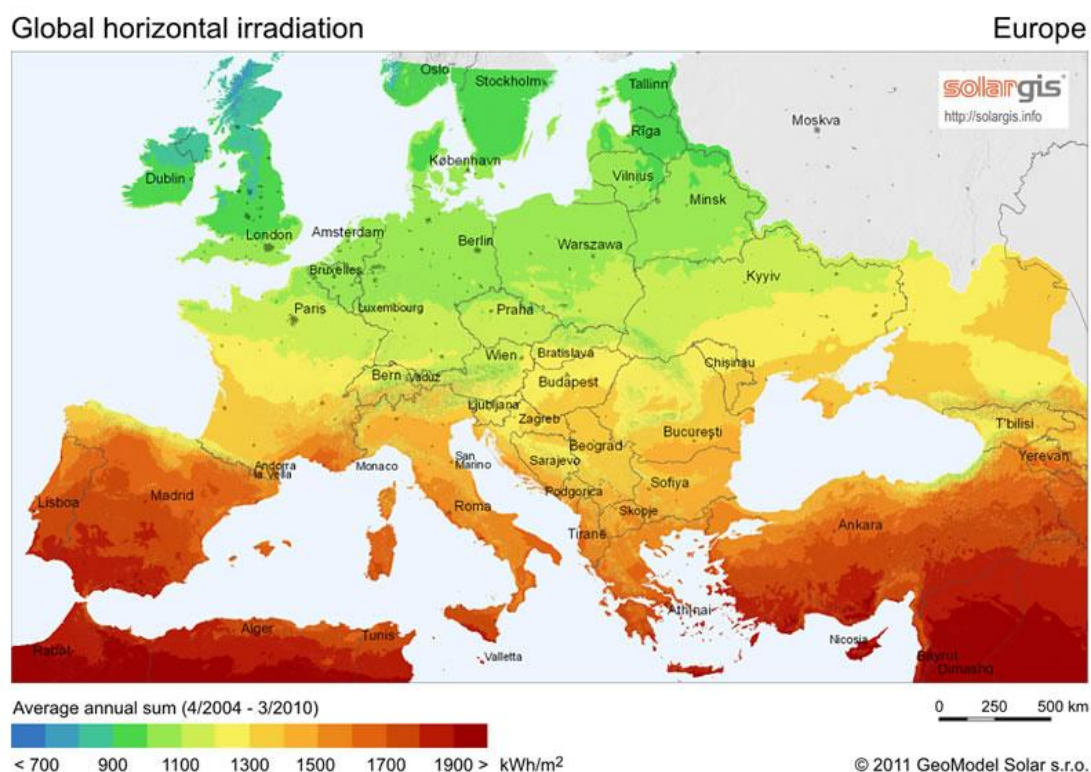 Global horizontal irradiation
Europe
solargis
http://solargis.info
Oslo
Stockholm
Tallinn
Rīga
Moskva
København
Dublin
Vilnius
Minsk
London
Amsterdam
Berlin
Warszawa
Bruxelles
Kyyiv
Paris
Luxembourg
Praha
Wien
Bratislava
Chişinău
Bern
Vaduz
Budapest
Ljubljana
Zagreb
T'bilisi
Beograd
Bucureşti
Yerevan
Andorra
la Vella
Monaco
San
Marino
Sarajevo
Lisboa
Madrid
Podgorica
Sofiya
Roma
Skopje
Ankara
Tiranë
Athínai
Nicosia
Rabat
Alger
Tunis
Valletta
Bayrut
Dimashq
Average annual sum (4/2004 - 3/2010)
0 250 500 km
< 700 900 1100 1300 1500 1700 1900 > kWh/m²
© 2011 GeoModel Solar s.r.o.